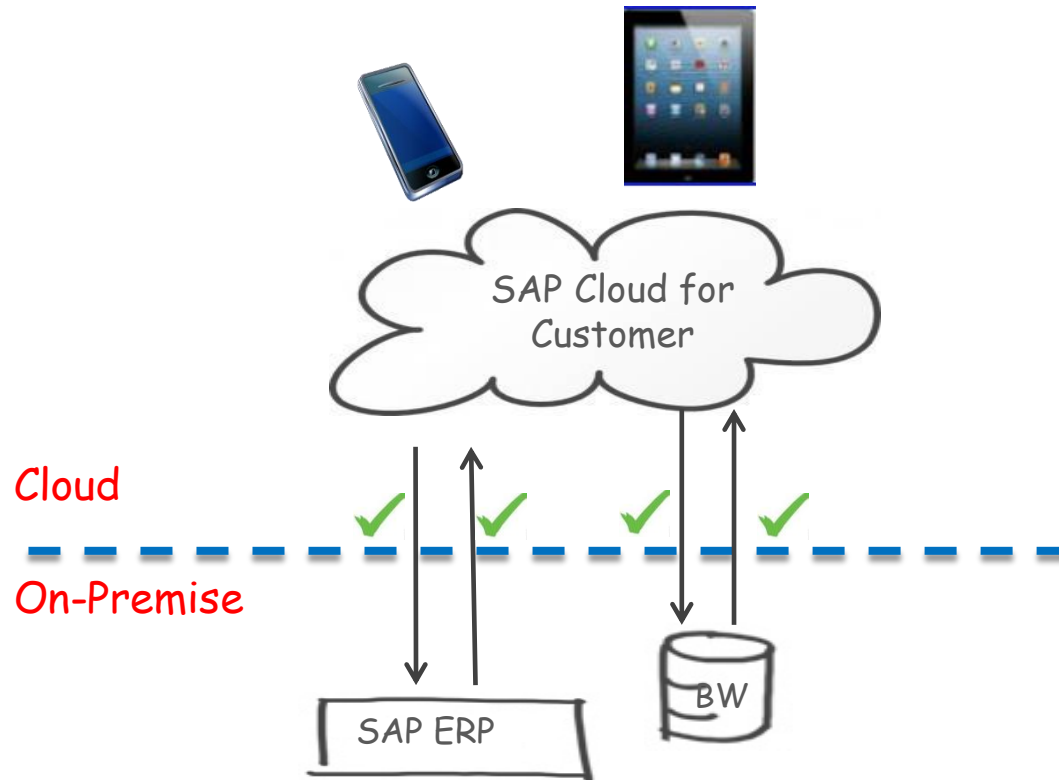 SAP Cloud for
Customer
Cloud
On-Premise
BW
SAP ERP